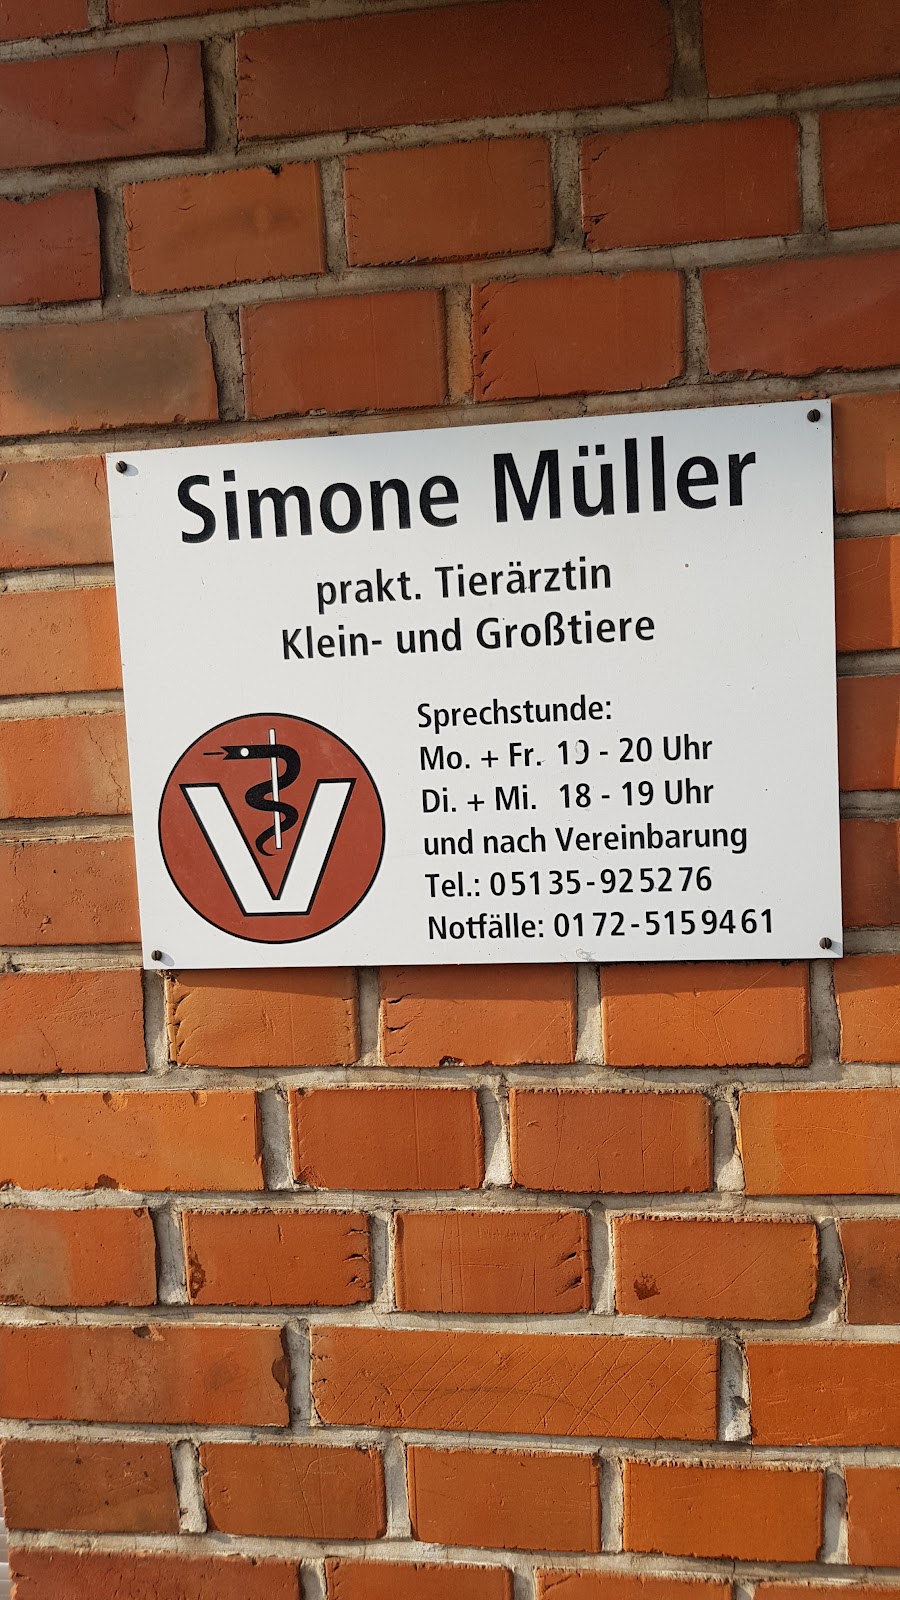 Simone Müller
prakt. Tierärztin
Klein- und Großtiere
Sprechstunde:
Mo. + Fr. 19 - 20 Uhr
Di. + Mi. 18 - 19 Uhr
und nach Vereinbarung
Tel.: 05135-925276
Notfälle: 0172-5159461
V